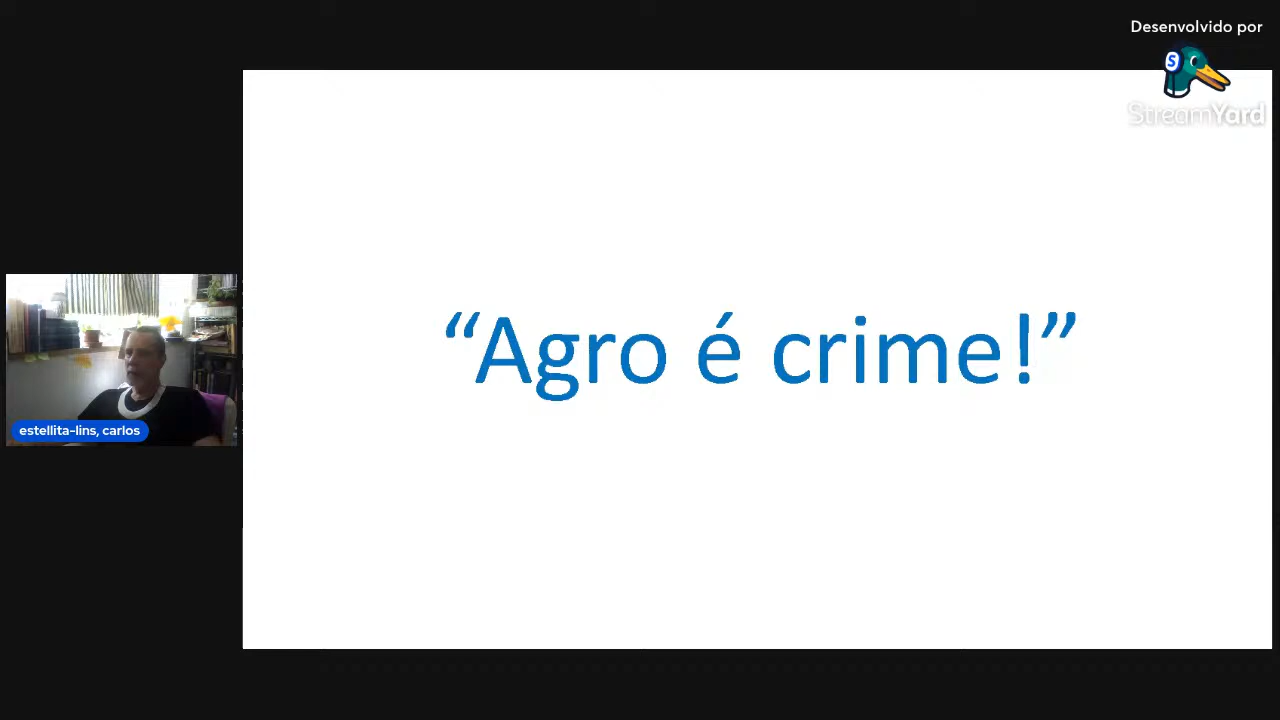 Desenvolvido por
S
StreamYard
“Agro é crime!”
estellita-lins, carlos